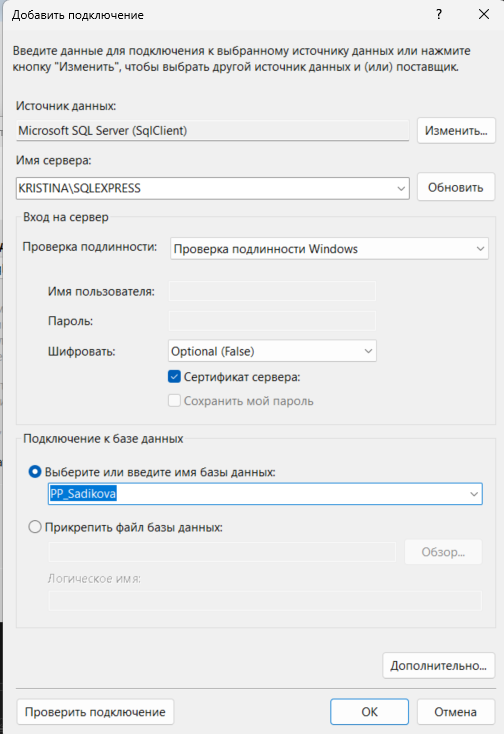 Добавить подключение
?
Введите данные для подключения к выбранному источнику данных или нажмите
кнопку "Изменить", чтобы выбрать другой источник данных и (или) поставщик.
Источник данных:
Microsoft SQL Server (SqlClient)
Изменить...
Имя сервера:
KRISTINA\SQLEXPRESS
Обновить
Вход на сервер
Проверка подлинности:
Проверка подлинности Windows
Имя пользователя:
Пароль:
Шифровать:
Optional (False)
Сертификат сервера:
Сохранить мой пароль
Подключение к базе данных
Выберите или введите имя базы данных:
PP_Sadikova
Прикрепить файл базы данных:
Обзор...
Логическое имя:
Дополнительно...
Проверить подключение
ОК
Отмена